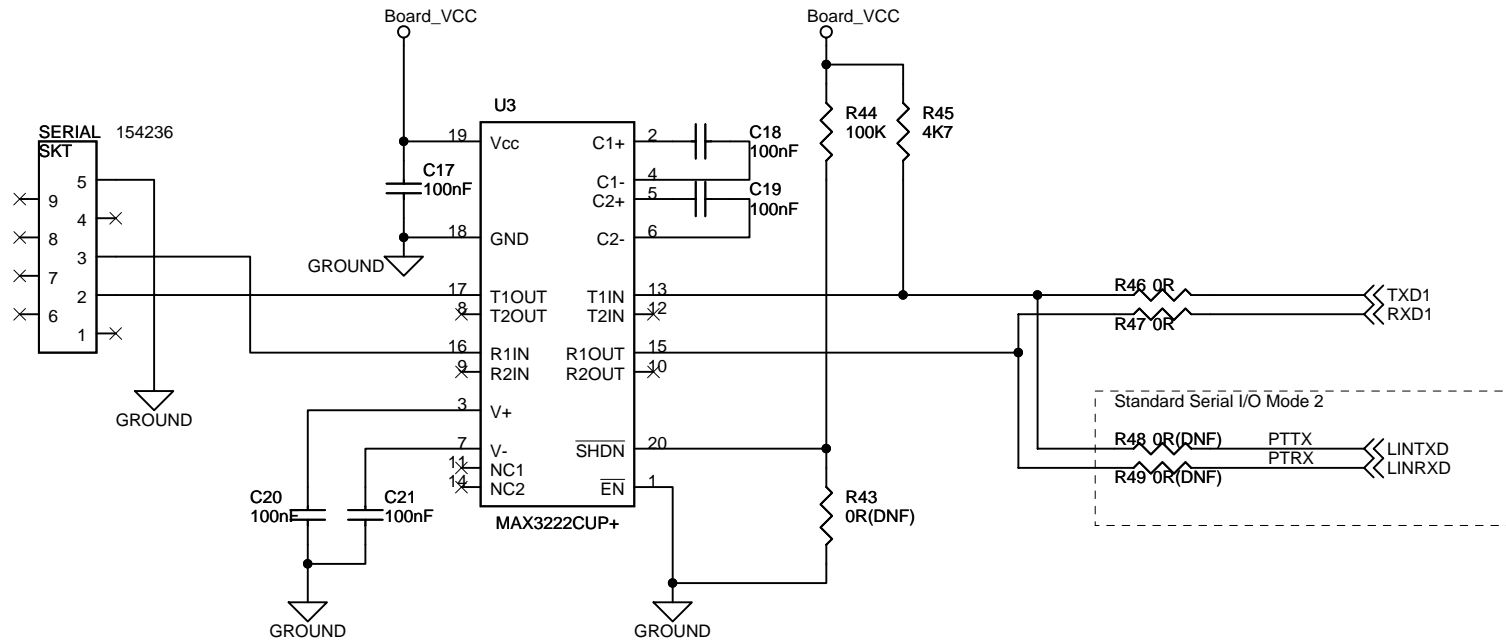 Board_VCC
Board_VCC
SERIAL 154236
SKT
5
9
4
8
3
7
2
6
1
GROUND
U3
19 Vcc
18 GND
17 T1OUT
8 T2OUT
16 R1IN
9 R2IN
3 V+
7 V-
11 NC1
14 NC2
C1+ 2
C1- 4
C2+ 5
C2- 6
T1IN 13
T2IN 12
R1OUT 15
R2OUT 10
SHDN 20
EN 1
MAX3222CUP+
C17
100nF
GROUND
C18
100nF
C19
100nF
R44
100K
R45
4K7
R46 0R
TXD1
RXD1
R47 0R
Standard Serial I/O Mode 2
R48 0R(DNF) PTTX
LINTXD
PTRX
LINRXD
R49 0R(DNF)
C20
100nF
C21
100nF
R43
0R(DNF)
GROUND
GROUND